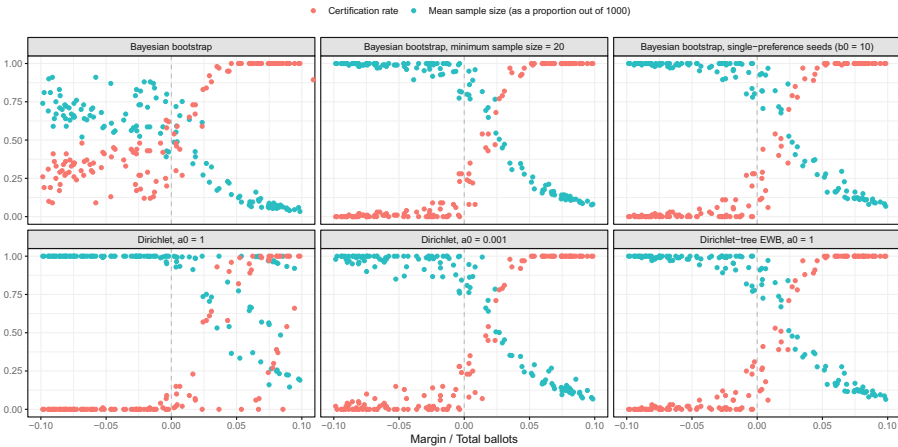 Certification rate Mean sample size (as a proportion out of 1000)
Bayesian bootstrap Bayesian bootstrap, minimum sample size = 20 Bayesian bootstrap, single−preference seeds (b0 = 10)
1.00
0.75
0.50
0.25
0.00
Dirichlet, a0 = 1 Dirichlet, a0 = 0.001 Dirichlet−tree EWB, a0 = 1
1.00
0.75
0.50
0.25
0.00
−0.10 −0.05 0.00 0.05 0.10 −0.10 −0.05 0.00 0.05 0.10 −0.10 −0.05 0.00 0.05 0.10
Margin / Total ballots